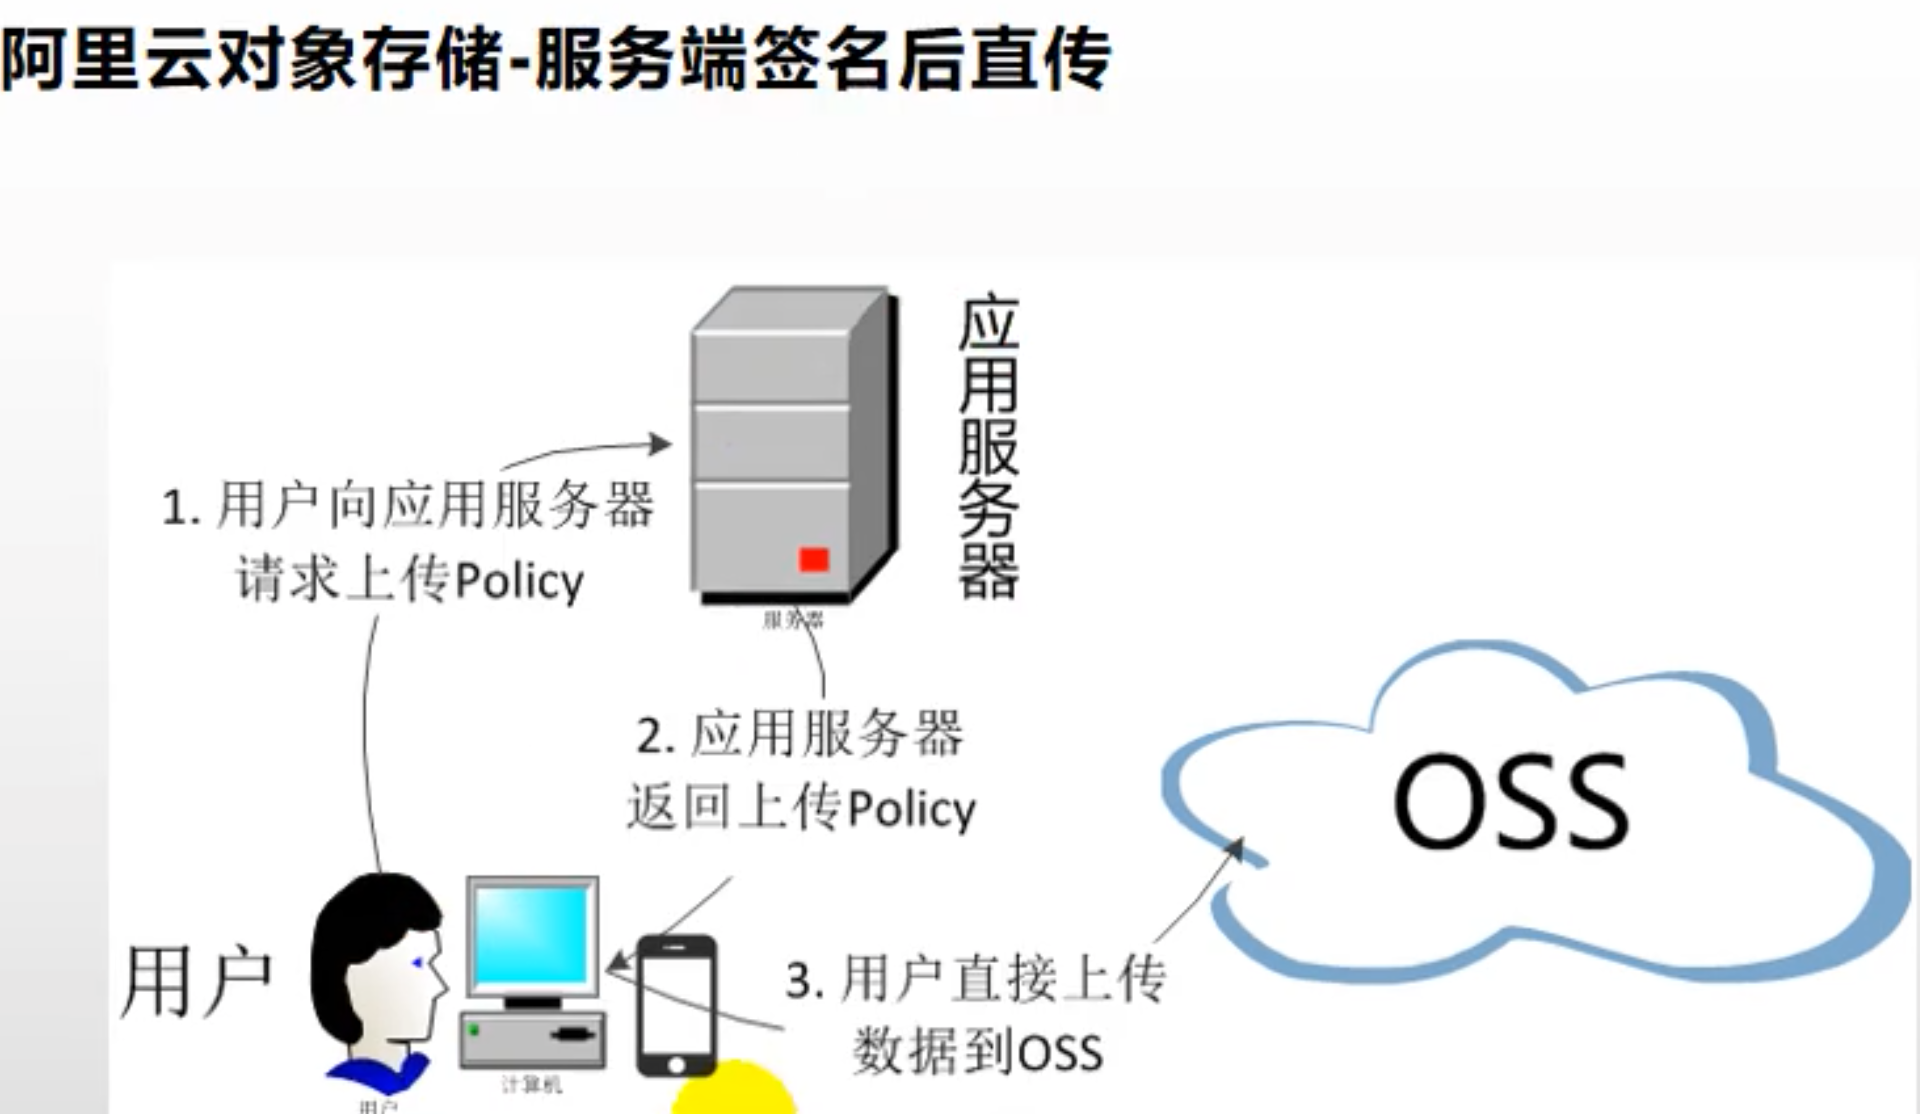 阿里云对象存储-服务端签名后直传
应用服务器
1. 用户向应用服务器
请求上传Policy
服务器
2. 应用服务器
返回上传Policy
OSS
用户
3. 用户直接上传
数据到OSS
计算机
用户